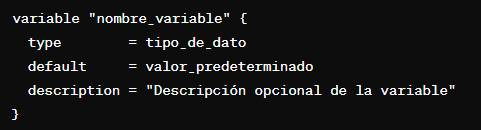 variable "nombre_variable" {
  type        = tipo_de_dato
  default     = valor_predeterminado
  description = "Descripción opcional de la variable"
}